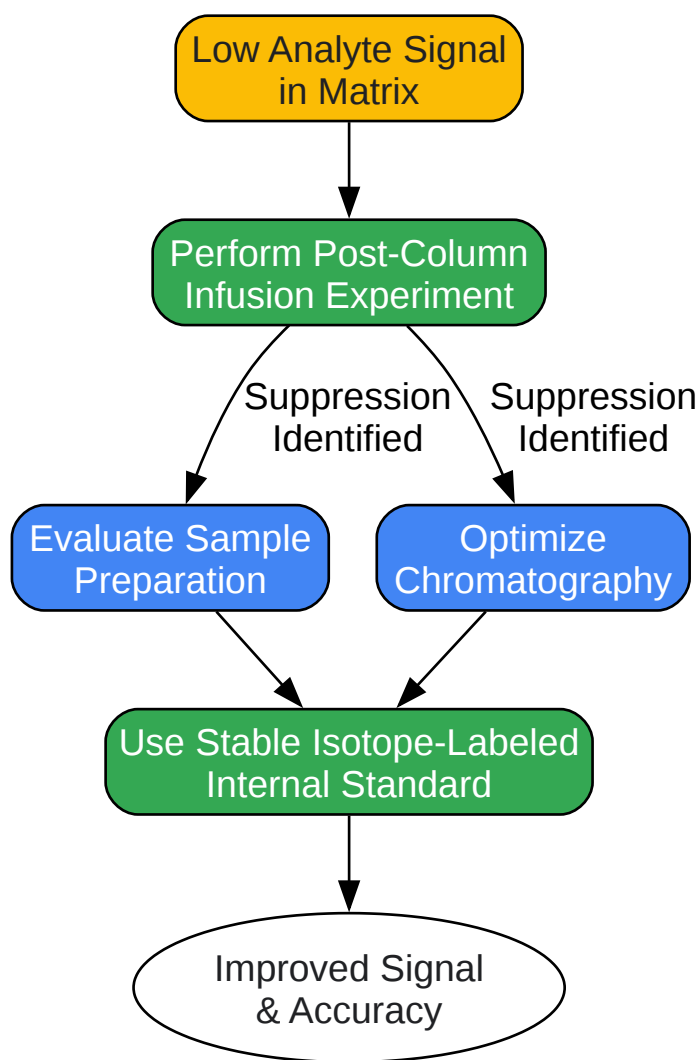 Low Analyte Signal
in Matrix
Perform Post-Column
Infusion Experiment
Suppression
Identified
Suppression
Identified
Evaluate Sample
Preparation
Optimize
Chromatography
Use Stable Isotope-Labeled
Internal Standard
Improved Signal
& Accuracy